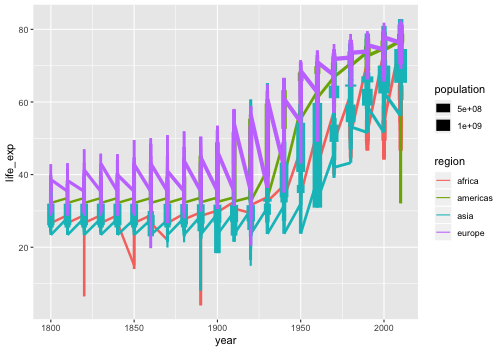 80
60
40
20
life_exp
1800
1850
1900
1950
2000
year
population
5e+08
1e+09
region
africa
americas
asia
europe